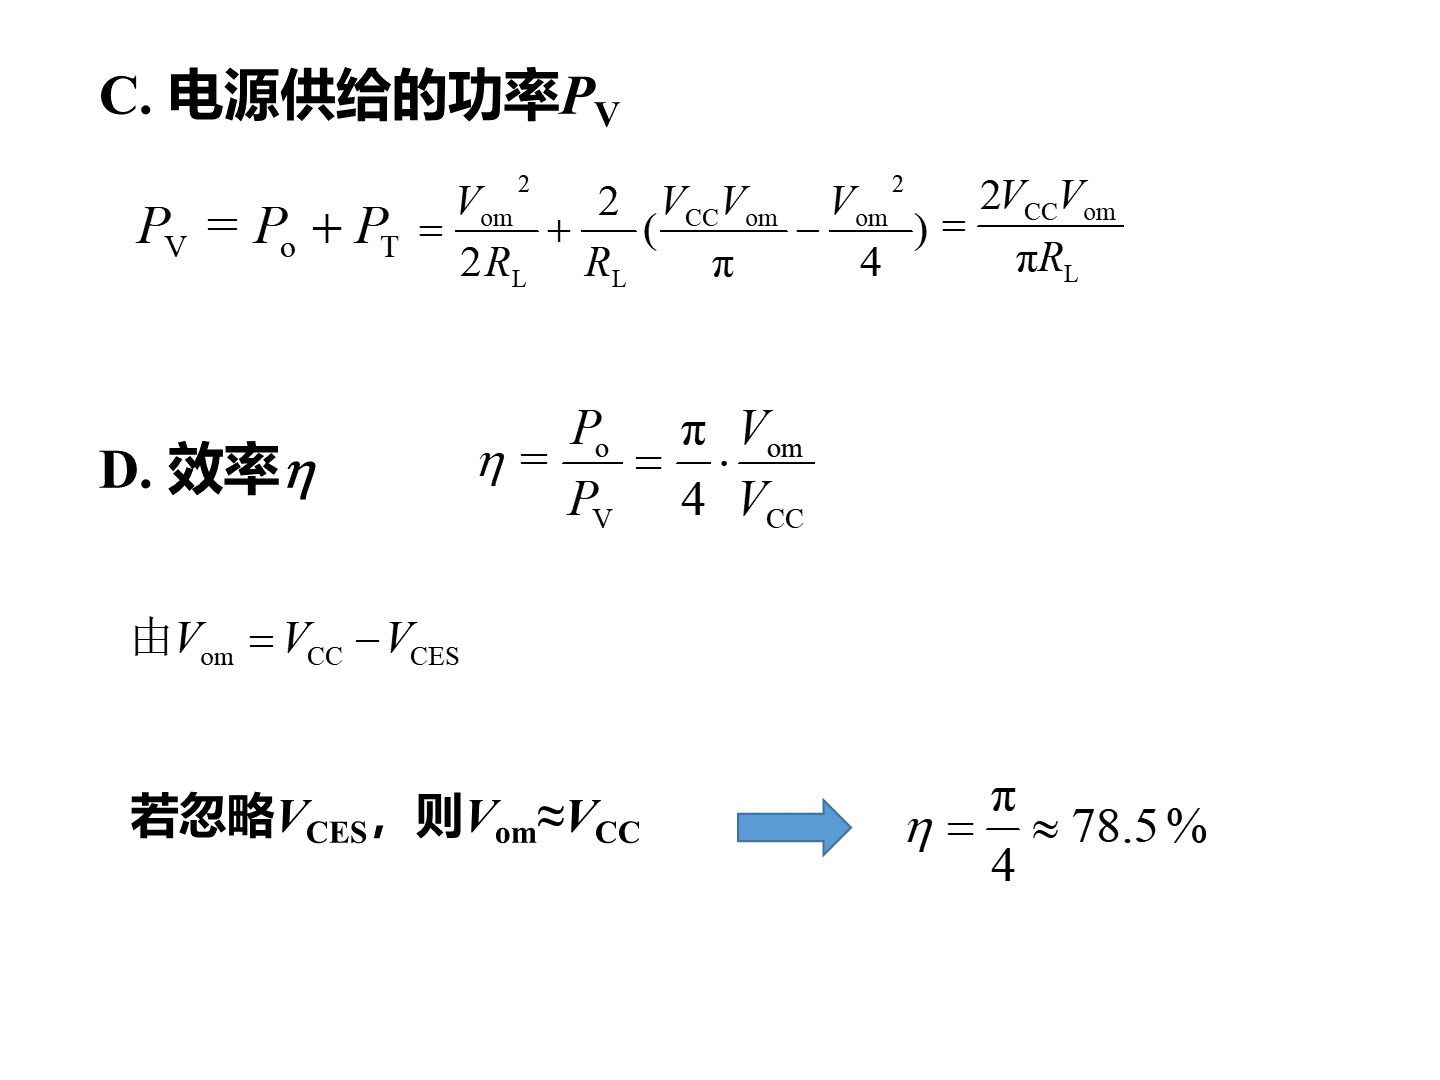 C. 电源供给的功率P_V
P_V = P_o + P_T = V_om^2 / 2R_L + 2/R_L (V_CC V_om / π − V_om^2 / 4) = 2V_CC V_om / πR_L
D. 效率η η = P_o / P_V = π/4 · V_om / V_CC
由V_om = V_CC − V_CES
若忽略V_CES，则V_om≈V_CC η = π/4 ≈ 78.5%